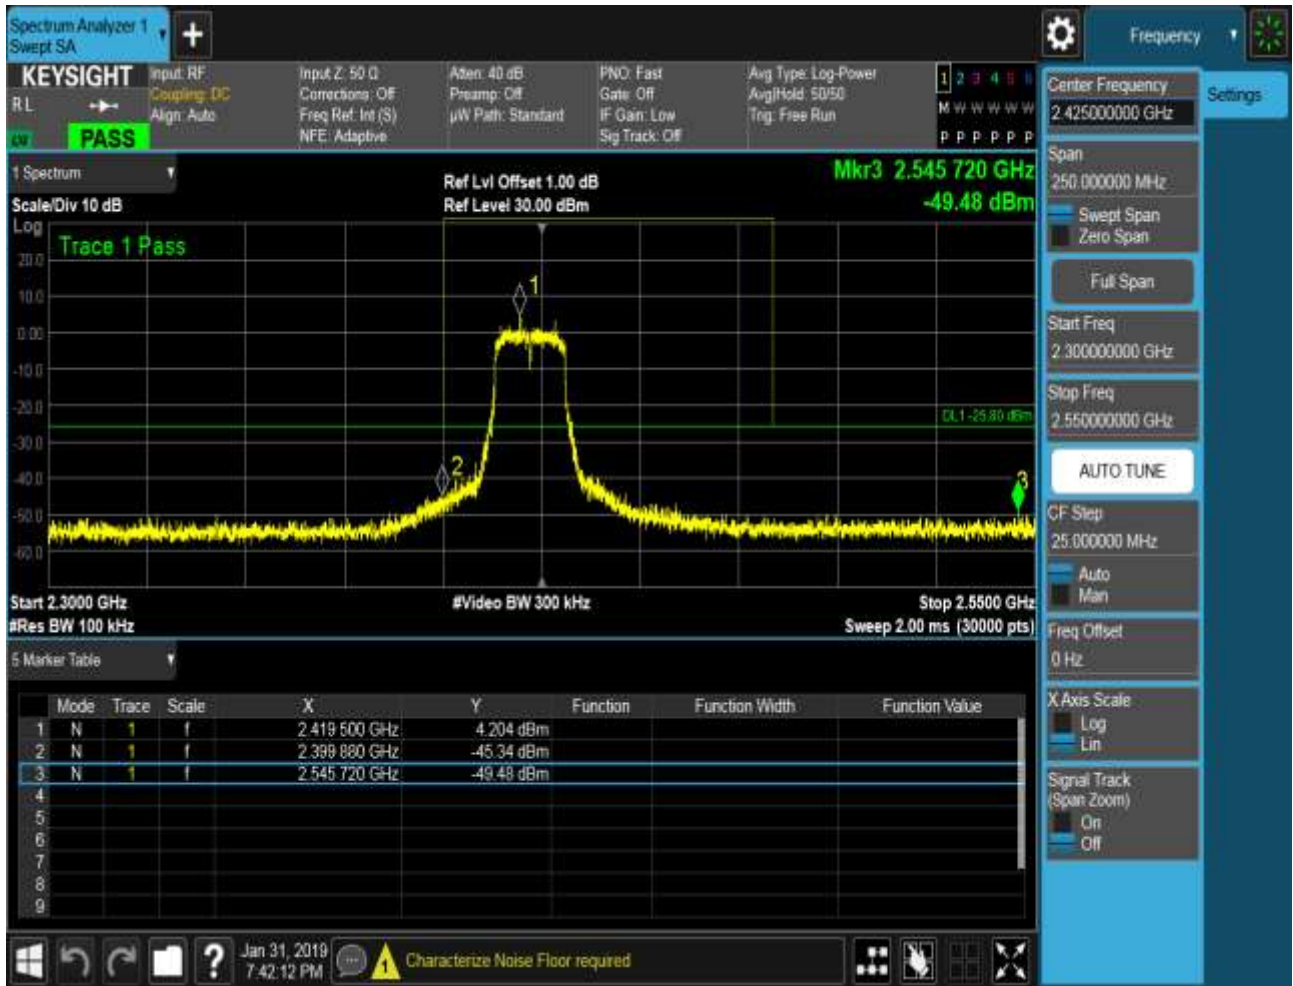 Spectrum Analyzer 1
Swept SA
+
Frequency
KEYSIGHT
Input: RF
Coupling: DC
Align: Auto
Input Z: 50 Ω
Corrections: Off
Freq Ref: Int (S)
NFE: Adaptive
Atten: 40 dB
Preamp: Off
µW Path: Standard
PNO: Fast
Gate: Off
IF Gain: Low
Sig Track: Off
Avg Type: Log-Power
Avg|Hold: 50/50
Trig: Free Run
1 2 3 4 5 6
M W W W W W
P P P P P P
R L
PASS
1 Spectrum
Scale/Div 10 dB
Ref Lvl Offset 1.00 dB
Ref Level 30.00 dBm
Mkr3 2.545 720 GHz
-49.48 dBm
Log
Trace 1 Pass
20.0
10.0
0.00
-10.0
-20.0
-30.0
-40.0
-50.0
-60.0
1
2
3
DL1 -25.80 dBm
Start 2.3000 GHz
#Video BW 300 kHz
Stop 2.5500 GHz
#Res BW 100 kHz
Sweep 2.00 ms (30000 pts)
5 Marker Table
Mode Trace Scale X Y Function Function Width Function Value
1 N 1 f 2.419 500 GHz 4.204 dBm
2 N 1 f 2.399 880 GHz -45.34 dBm
3 N 1 f 2.545 720 GHz -49.48 dBm
4
5
6
7
8
9
Center Frequency
2.425000000 GHz
Settings
Span
250.000000 MHz
Swept Span
Zero Span
Full Span
Start Freq
2.300000000 GHz
Stop Freq
2.550000000 GHz
AUTO TUNE
CF Step
25.000000 MHz
Auto
Man
Freq Offset
0 Hz
X Axis Scale
Log
Lin
Signal Track
(Span Zoom)
On
Off
?
Jan 31, 2019
7:42:12 PM
1
Characterize Noise Floor required